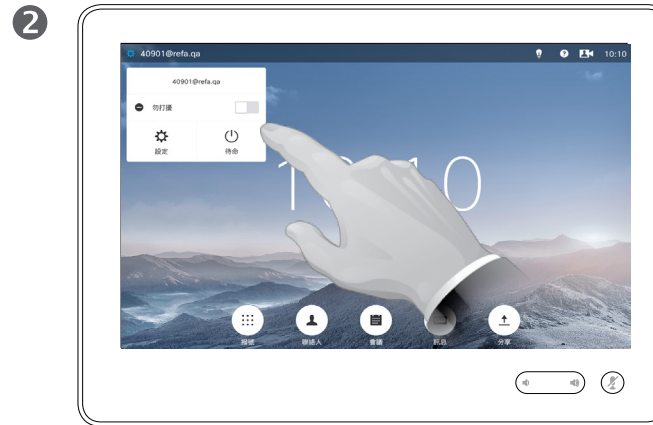 2
40901@refa.qa 10:10
40901@refa.qa
勿打擾
設定 待命
撥號 聯絡人 會議 訊息 分享